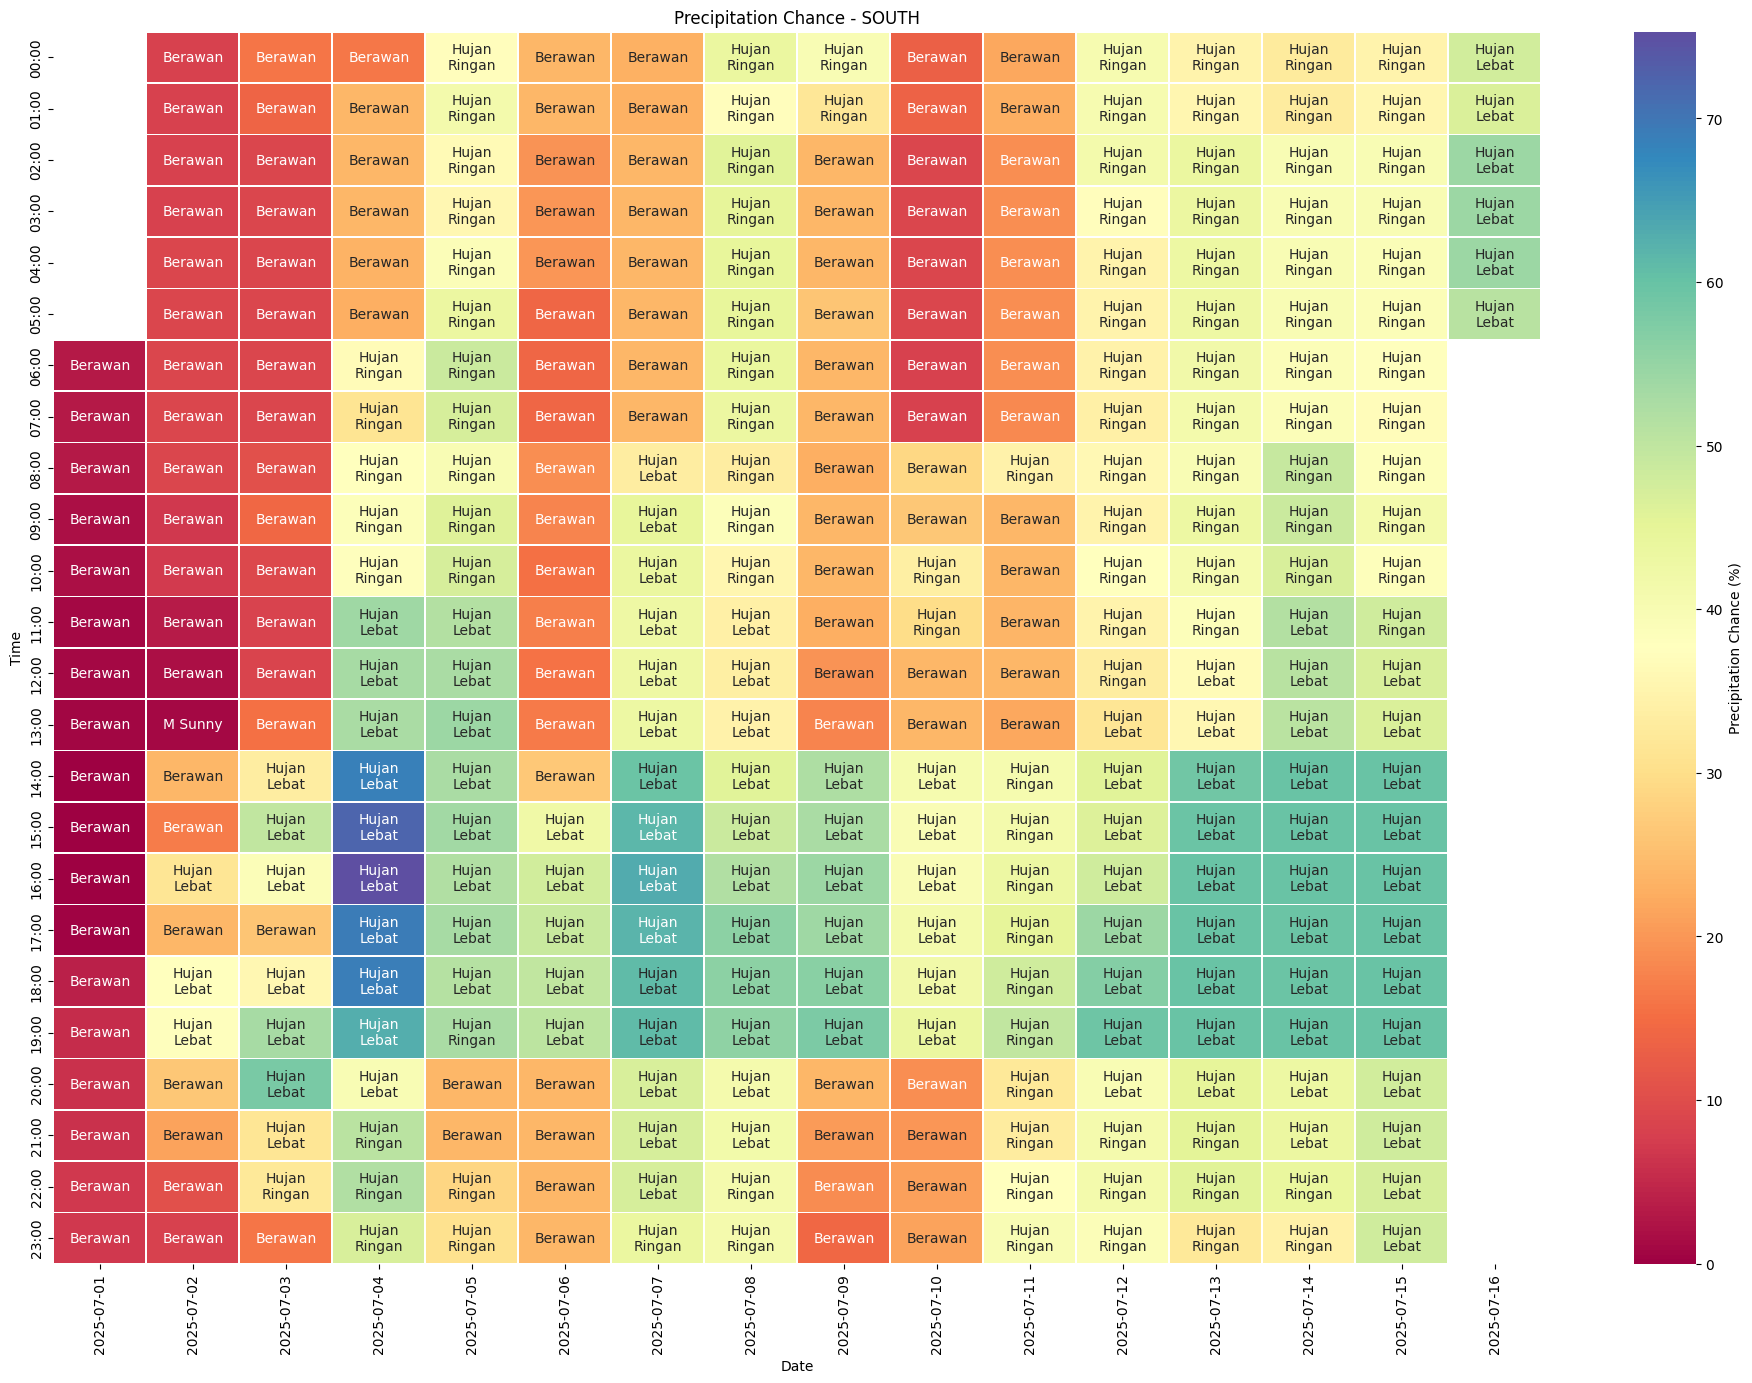 Precipitation Chance - SOUTH
00:00 Berawan Berawan Berawan Hujan Ringan Berawan Berawan Hujan Ringan Hujan Ringan Berawan Berawan Hujan Ringan Hujan Ringan Hujan Ringan Hujan Ringan Hujan Lebat
01:00 Berawan Berawan Berawan Hujan Ringan Berawan Berawan Hujan Ringan Hujan Ringan Berawan Berawan Hujan Ringan Hujan Ringan Hujan Ringan Hujan Ringan Hujan Lebat
02:00 Berawan Berawan Berawan Hujan Ringan Berawan Berawan Hujan Ringan Berawan Berawan Berawan Hujan Ringan Hujan Ringan Hujan Ringan Hujan Ringan Hujan Lebat
03:00 Berawan Berawan Berawan Hujan Ringan Berawan Berawan Hujan Ringan Berawan Berawan Berawan Hujan Ringan Hujan Ringan Hujan Ringan Hujan Ringan Hujan Lebat
04:00 Berawan Berawan Berawan Hujan Ringan Berawan Berawan Hujan Ringan Berawan Berawan Berawan Hujan Ringan Hujan Ringan Hujan Ringan Hujan Ringan Hujan Lebat
05:00 Berawan Berawan Berawan Hujan Ringan Berawan Berawan Hujan Ringan Berawan Berawan Berawan Hujan Ringan Hujan Ringan Hujan Ringan Hujan Ringan Hujan Lebat
06:00 Berawan Berawan Berawan Hujan Ringan Hujan Ringan Berawan Berawan Hujan Ringan Berawan Berawan Berawan Hujan Ringan Hujan Ringan Hujan Ringan Hujan Ringan
07:00 Berawan Berawan Berawan Hujan Ringan Hujan Ringan Berawan Berawan Hujan Ringan Berawan Berawan Berawan Hujan Ringan Hujan Ringan Hujan Ringan Hujan Ringan
08:00 Berawan Berawan Berawan Hujan Ringan Hujan Ringan Berawan Hujan Lebat Hujan Ringan Berawan Berawan Hujan Ringan Hujan Ringan Hujan Ringan Hujan Ringan Hujan Ringan
09:00 Berawan Berawan Berawan Hujan Ringan Hujan Ringan Berawan Hujan Lebat Hujan Ringan Berawan Berawan Berawan Hujan Ringan Hujan Ringan Hujan Ringan Hujan Ringan
10:00 Berawan Berawan Berawan Hujan Ringan Hujan Ringan Berawan Hujan Lebat Hujan Ringan Berawan Hujan Ringan Berawan Hujan Ringan Hujan Ringan Hujan Ringan Hujan Ringan
11:00 Berawan Berawan Berawan Hujan Lebat Hujan Lebat Berawan Hujan Lebat Hujan Lebat Berawan Hujan Ringan Berawan Hujan Ringan Hujan Ringan Hujan Lebat Hujan Ringan
12:00 Berawan Berawan Berawan Hujan Lebat Hujan Lebat Berawan Hujan Lebat Hujan Lebat Berawan Berawan Berawan Hujan Ringan Hujan Lebat Hujan Lebat Hujan Lebat
13:00 Berawan M Sunny Berawan Hujan Lebat Hujan Lebat Berawan Hujan Lebat Hujan Lebat Berawan Berawan Berawan Hujan Lebat Hujan Lebat Hujan Lebat Hujan Lebat
14:00 Berawan Berawan Hujan Lebat Hujan Lebat Hujan Lebat Berawan Hujan Lebat Hujan Lebat Hujan Lebat Hujan Lebat Hujan Ringan Hujan Lebat Hujan Lebat Hujan Lebat Hujan Lebat
15:00 Berawan Berawan Hujan Lebat Hujan Lebat Hujan Lebat Hujan Lebat Hujan Lebat Hujan Lebat Hujan Lebat Hujan Lebat Hujan Ringan Hujan Lebat Hujan Lebat Hujan Lebat Hujan Lebat
16:00 Berawan Hujan Lebat Hujan Lebat Hujan Lebat Hujan Lebat Hujan Lebat Hujan Lebat Hujan Lebat Hujan Lebat Hujan Lebat Hujan Ringan Hujan Lebat Hujan Lebat Hujan Lebat Hujan Lebat
17:00 Berawan Berawan Berawan Hujan Lebat Hujan Lebat Hujan Lebat Hujan Lebat Hujan Lebat Hujan Lebat Hujan Lebat Hujan Ringan Hujan Lebat Hujan Lebat Hujan Lebat Hujan Lebat
18:00 Berawan Hujan Lebat Hujan Lebat Hujan Lebat Hujan Lebat Hujan Lebat Hujan Lebat Hujan Lebat Hujan Lebat Hujan Lebat Hujan Ringan Hujan Lebat Hujan Lebat Hujan Lebat Hujan Lebat
19:00 Berawan Hujan Lebat Hujan Lebat Hujan Lebat Hujan Ringan Hujan Lebat Hujan Lebat Hujan Lebat Hujan Lebat Hujan Lebat Hujan Ringan Hujan Lebat Hujan Lebat Hujan Lebat Hujan Lebat
20:00 Berawan Berawan Hujan Lebat Hujan Lebat Berawan Berawan Hujan Lebat Hujan Lebat Berawan Berawan Hujan Ringan Hujan Lebat Hujan Lebat Hujan Lebat Hujan Lebat
21:00 Berawan Berawan Hujan Lebat Hujan Ringan Berawan Berawan Hujan Lebat Hujan Lebat Berawan Berawan Hujan Ringan Hujan Ringan Hujan Ringan Hujan Lebat Hujan Lebat
22:00 Berawan Berawan Hujan Ringan Hujan Ringan Hujan Ringan Berawan Hujan Lebat Hujan Ringan Berawan Berawan Hujan Ringan Hujan Ringan Hujan Ringan Hujan Ringan Hujan Lebat
23:00 Berawan Berawan Berawan Hujan Ringan Hujan Ringan Berawan Hujan Ringan Hujan Ringan Berawan Berawan Hujan Ringan Hujan Ringan Hujan Ringan Hujan Ringan Hujan Lebat
Time
2025-07-01 2025-07-02 2025-07-03 2025-07-04 2025-07-05 2025-07-06 2025-07-07 2025-07-08 2025-07-09 2025-07-10 2025-07-11 2025-07-12 2025-07-13 2025-07-14 2025-07-15 2025-07-16
Date
70
60
50
40
30
20
10
0
Precipitation Chance (%)